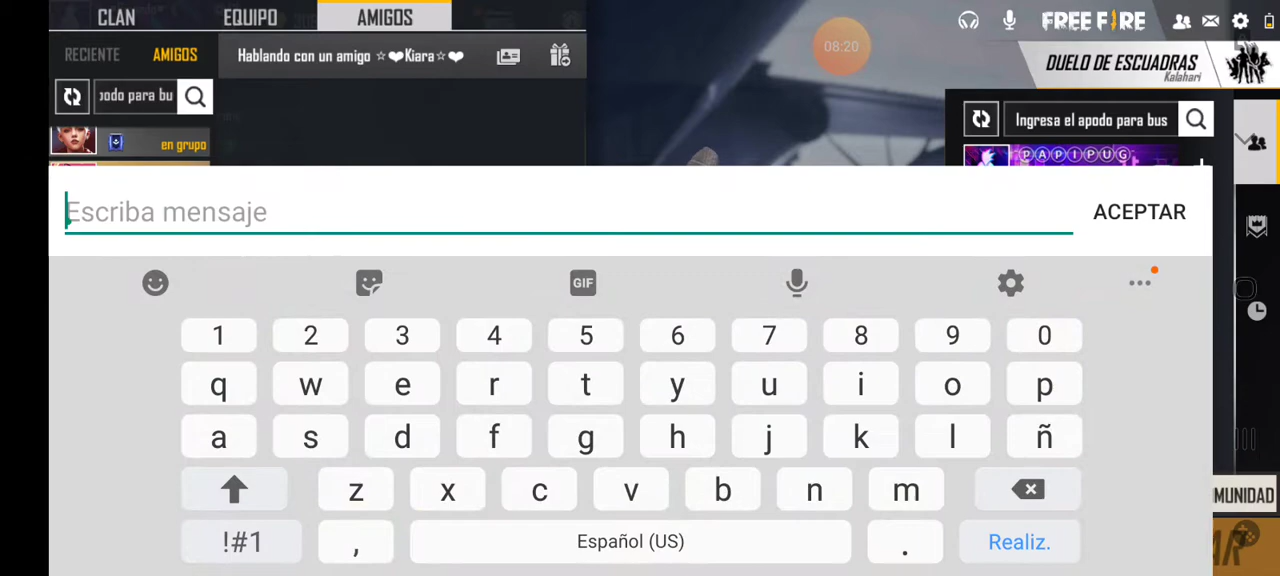 CLAN EQUIPO AMIGOS
RECIENTE AMIGOS
Hablando con un amigo ☆❤Kiara☆❤
odo para bu
en grupo
08:20
FREE FIRE
DUELO DE ESCUADRAS
Kalahari
Ingresa el apodo para bus
PAPIPUG
Escriba mensaje
ACEPTAR
GIF
1 2 3 4 5 6 7 8 9 0
q w e r t y u i o p
a s d f g h j k l ñ
z x c v b n m
!#1 , Español (US) . Realiz.
MUNIDAD
AR